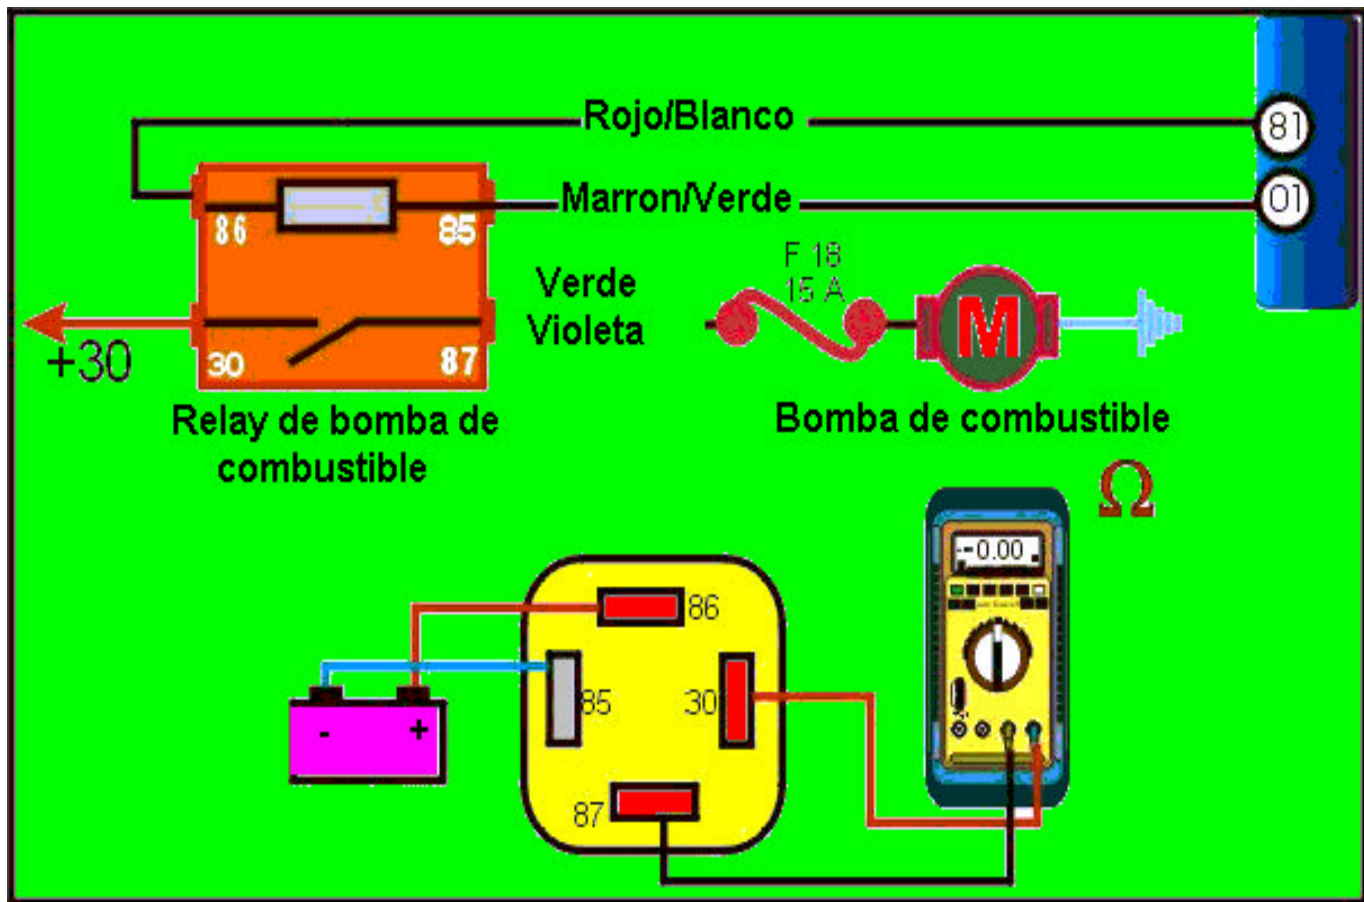 Rojo/Blanco
81
Marron/Verde
01
86
85
F 18
15 A
Verde
Violeta
M
+30
30
87
Relay de bomba de
combustible
Bomba de combustible
Ω
-0.00
86
85
30
- +
87